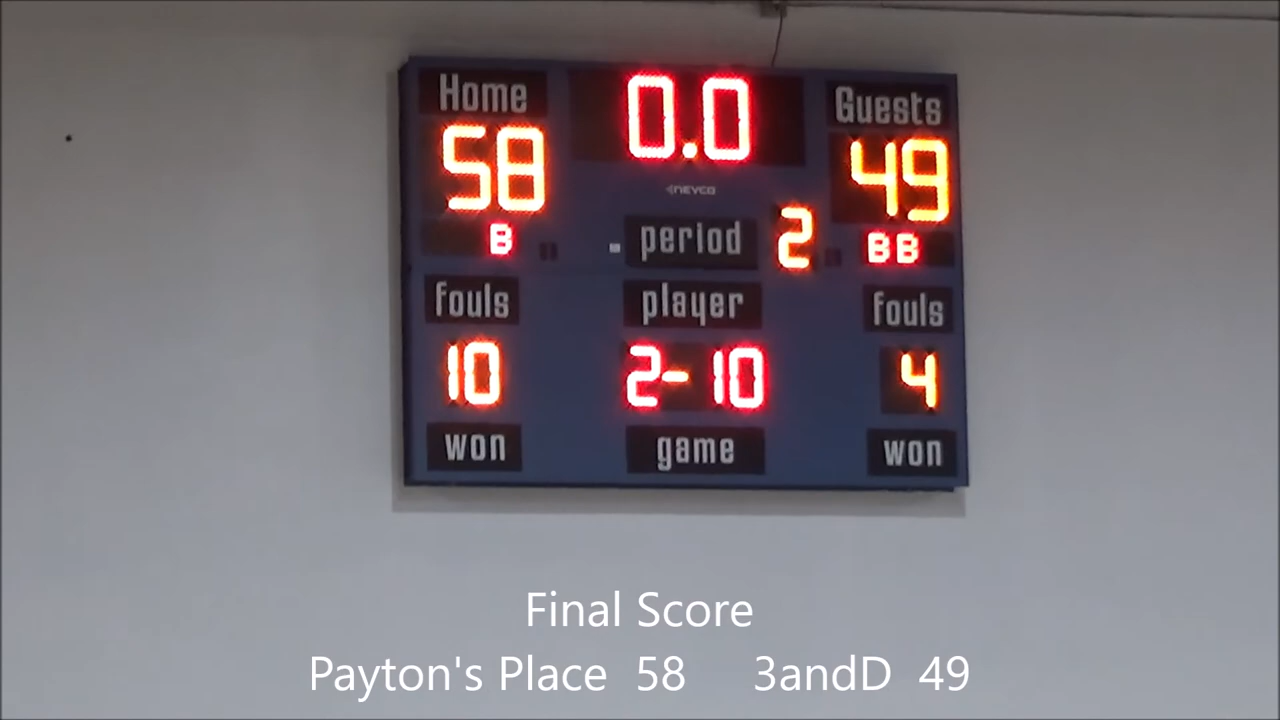 Home 0.0 Guests
58 49
NEVCO
B period 2 BB
fouls player fouls
10 2-10 4
won game won
Final Score
Payton's Place 58 3andD 49